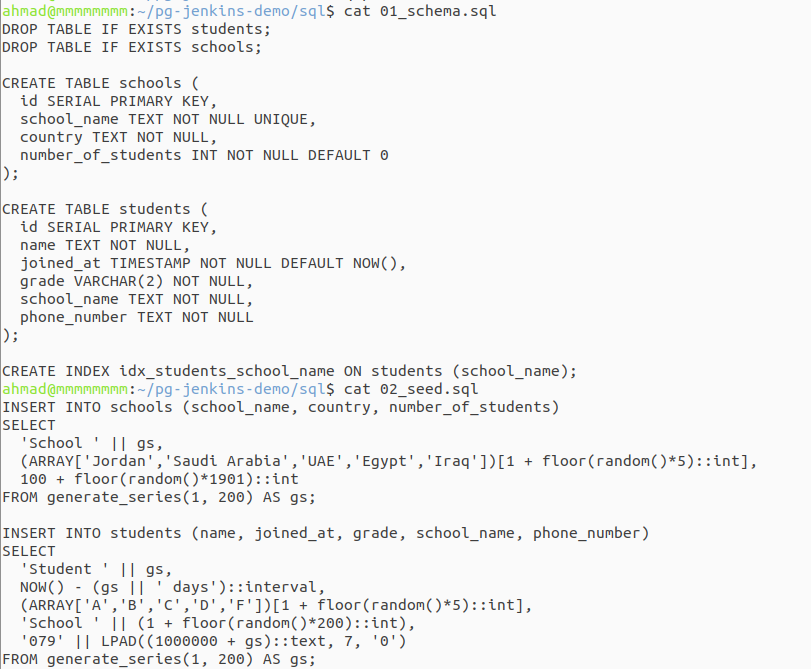 ahmad@mmmmmmmm:~/pg-jenkins-demo/sql$ cat 01_schema.sql
DROP TABLE IF EXISTS students;
DROP TABLE IF EXISTS schools;

CREATE TABLE schools (
  id SERIAL PRIMARY KEY,
  school_name TEXT NOT NULL UNIQUE,
  country TEXT NOT NULL,
  number_of_students INT NOT NULL DEFAULT 0
);

CREATE TABLE students (
  id SERIAL PRIMARY KEY,
  name TEXT NOT NULL,
  joined_at TIMESTAMP NOT NULL DEFAULT NOW(),
  grade VARCHAR(2) NOT NULL,
  school_name TEXT NOT NULL,
  phone_number TEXT NOT NULL
);

CREATE INDEX idx_students_school_name ON students (school_name);
ahmad@mmmmmmmm:~/pg-jenkins-demo/sql$ cat 02_seed.sql
INSERT INTO schools (school_name, country, number_of_students)
SELECT
  'School ' || gs,
  (ARRAY['Jordan','Saudi Arabia','UAE','Egypt','Iraq'])[1 + floor(random()*5)::int],
  100 + floor(random()*1901)::int
FROM generate_series(1, 200) AS gs;

INSERT INTO students (name, joined_at, grade, school_name, phone_number)
SELECT
  'Student ' || gs,
  NOW() - (gs || ' days')::interval,
  (ARRAY['A','B','C','D','F'])[1 + floor(random()*5)::int],
  'School ' || (1 + floor(random()*200)::int),
  '079' || LPAD((1000000 + gs)::text, 7, '0')
FROM generate_series(1, 200) AS gs;